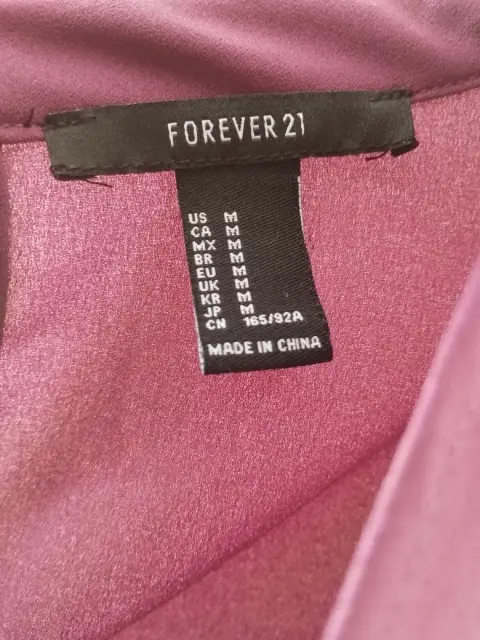 FOREVER 21
US M
CA M
MX M
BR M
EU M
UK M
KR M
JP M
CN 165/92A
MADE IN CHINA